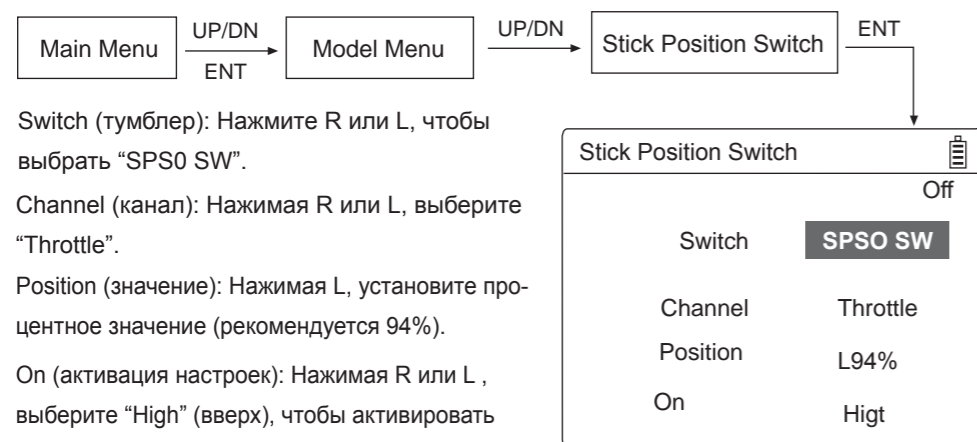 Main Menu
UP/DN
ENT
Model Menu
UP/DN
Stick Position Switch
ENT
Switch (тумблер): Нажмите R или L, чтобы
выбрать “SPS0 SW”.
Channel (канал): Нажимая R или L, выберите
“Throttle”.
Position (значение): Нажимая L, установите про-
центное значение (рекомендуется 94%).
On (активация настроек): Нажимая R или L ,
выберите “High” (вверх), чтобы активировать
Stick Position Switch
Off
Switch SPSO SW
Channel Throttle
Position L94%
On Higt